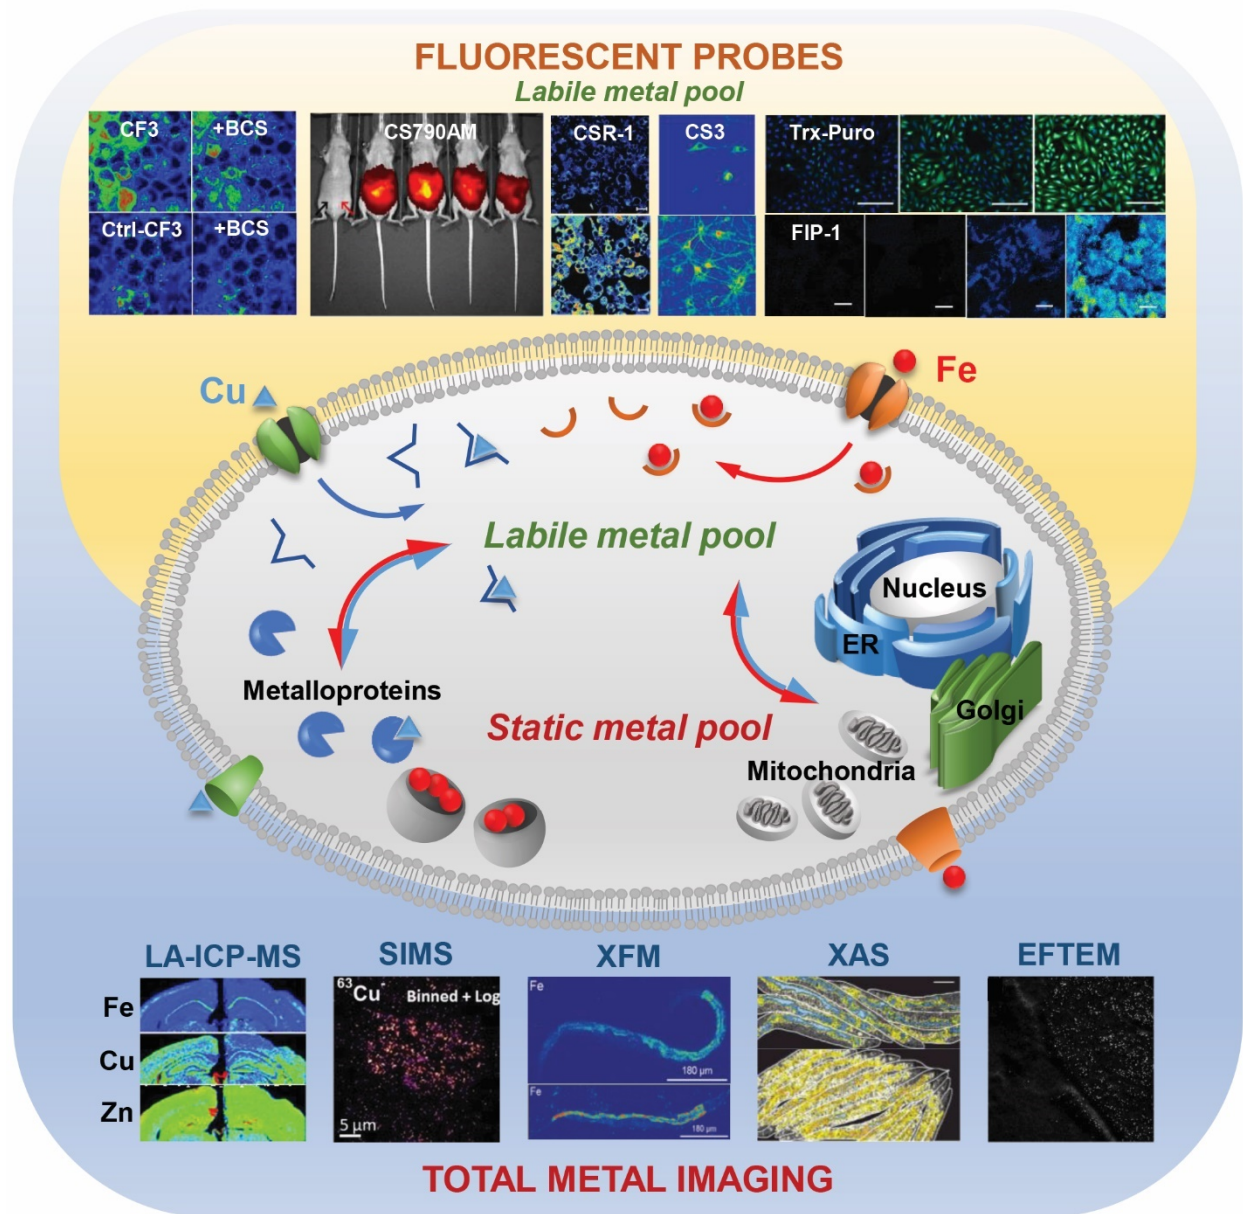 FLUORESCENT PROBES
Labile metal pool
CF3
+BCS
CS790AM
CSR-1
CS3
Trx-Puro
Ctrl-CF3
+BCS
FIP-1
Cu
Fe
Labile metal pool
Nucleus
ER
Metalloproteins
Golgi
Static metal pool
Mitochondria
LA-ICP-MS
SIMS
XFM
XAS
EFTEM
Fe
Cu
Zn
63Cu-
Binned + Log
5 µm
Fe
180 µm
Fe
180 µm
TOTAL METAL IMAGING